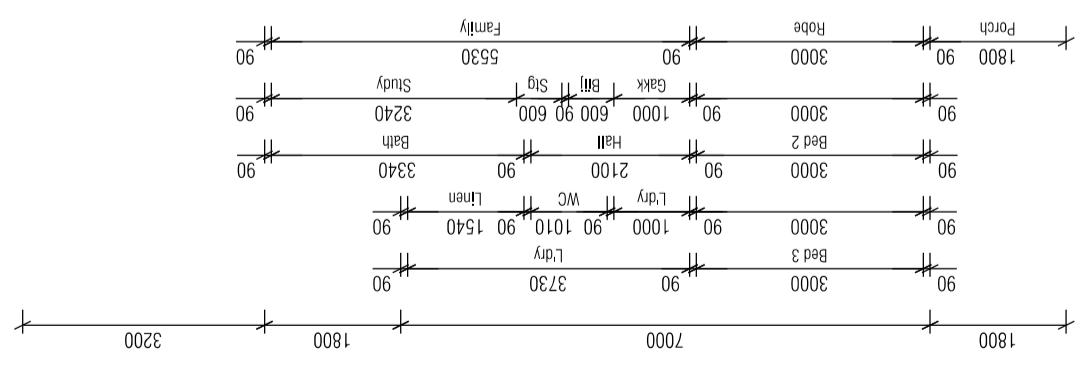 1800 7000 1800 3200
90 3000 90 3730 90
Bed 3 L'dry
90 3000 90 1000 90 1010 90 1540 90
L'dry WC Linen
90 3000 90 2100 90 3340 90
Bed 2 Hall Bath
90 3000 90 1000 600 90 600 3240 90
Gakk Stg Study
1800 90 3000 90 5530 90
Porch Robe Family